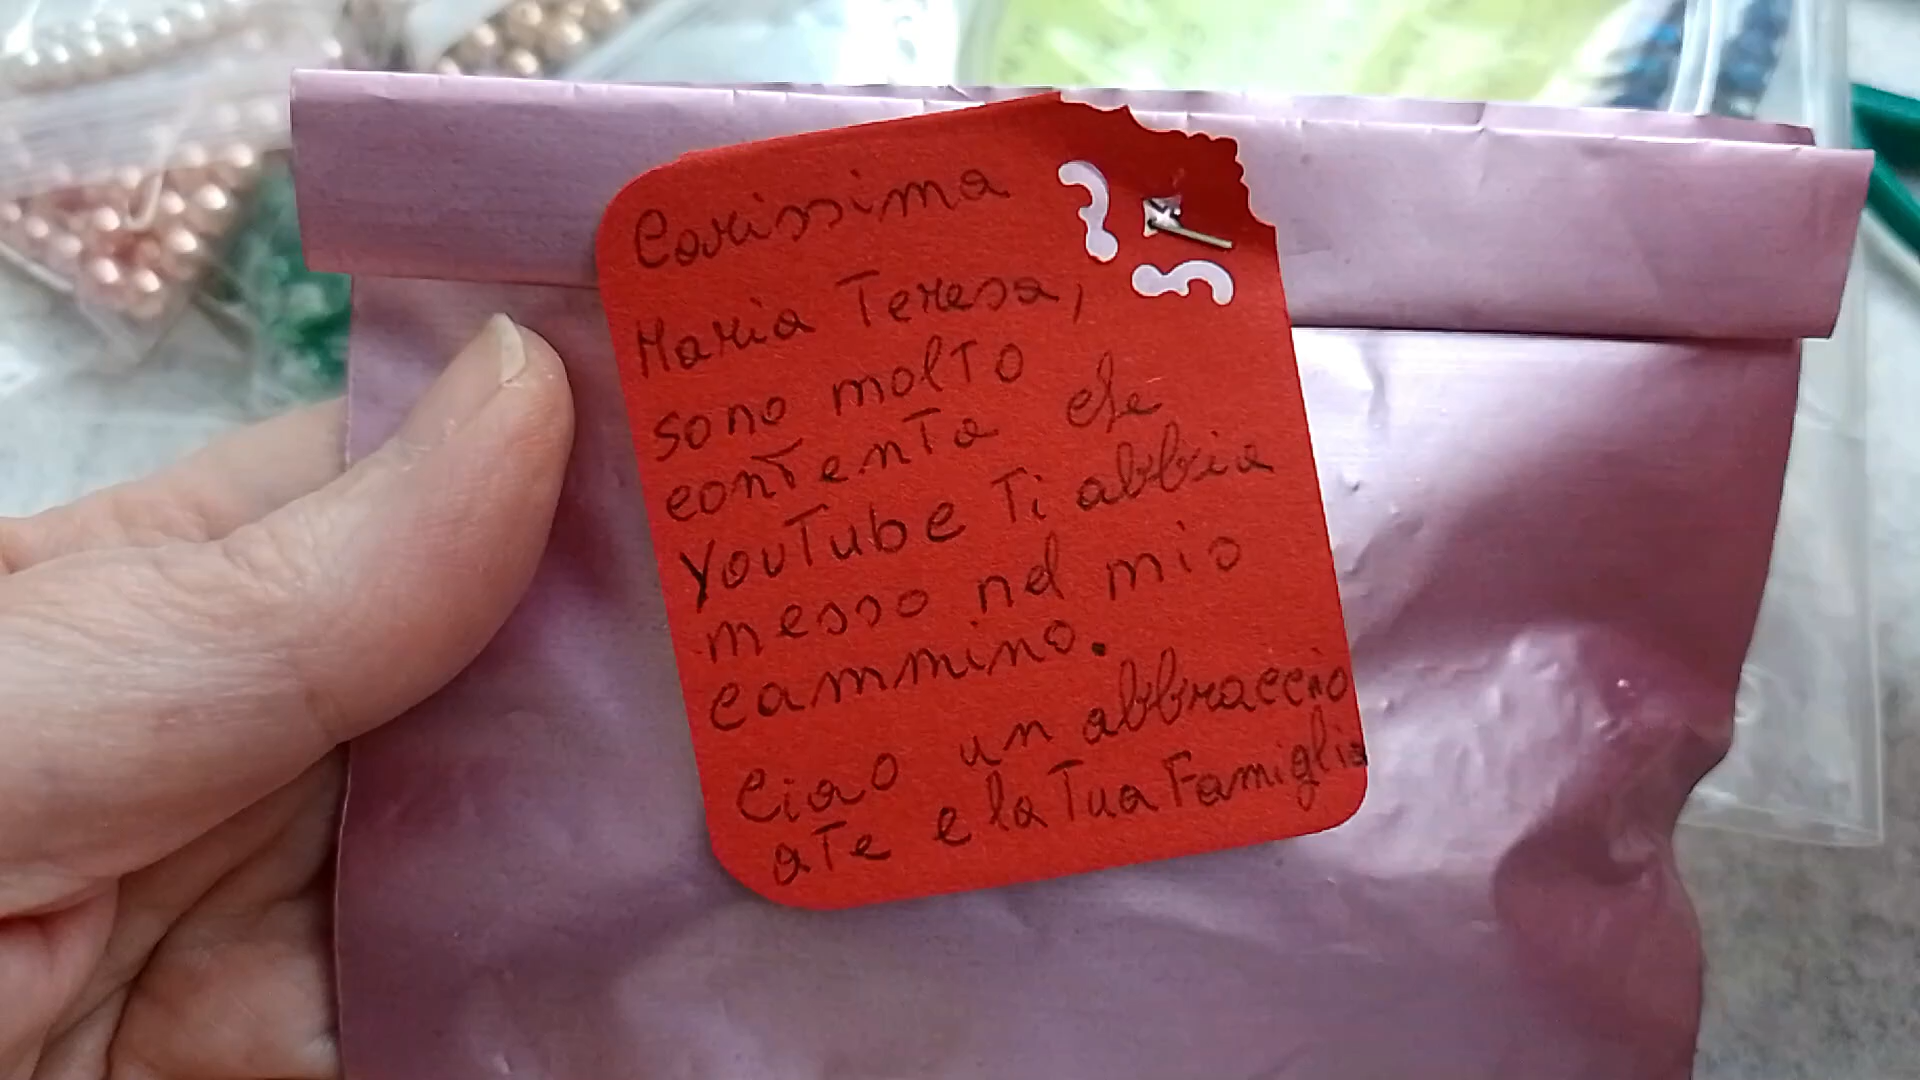 Carissima
Maria Teresa,
sono molto
contenta che
YouTube Ti abbia
messo nel mio
cammino.
Ciao un abbraccio
a Te e la Tua Famiglia